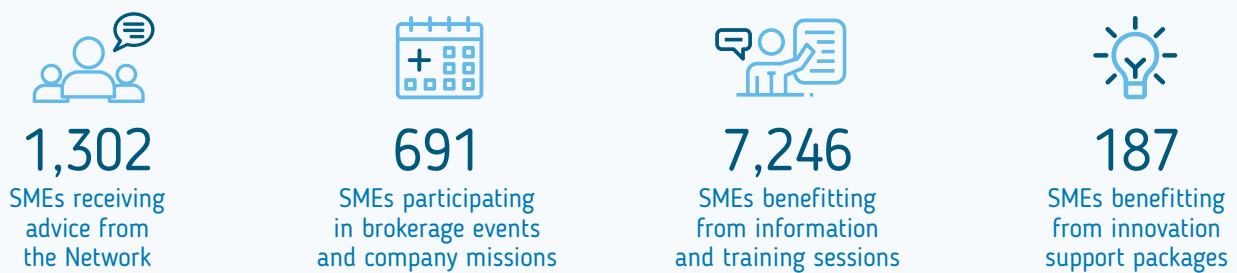 1,302
SMEs receiving
advice from
the Network
691
SMEs participating
in brokerage events
and company missions
7,246
SMEs benefitting
from information
and training sessions
187
SMEs benefitting
from innovation
support packages